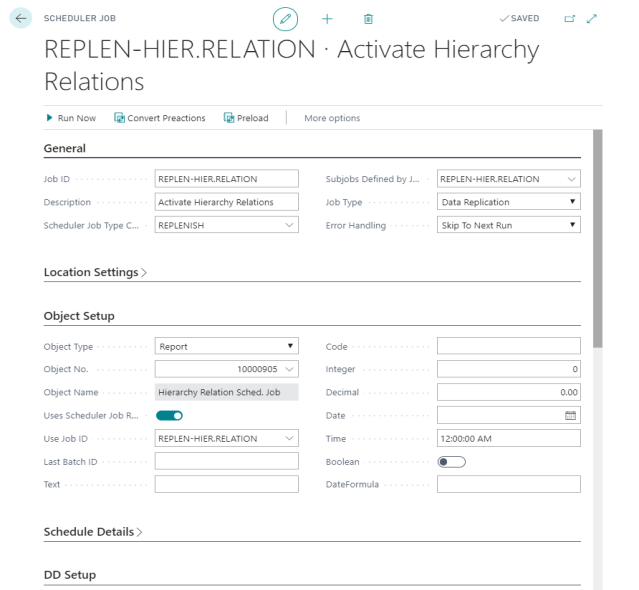 SCHEDULER JOB
SAVED
REPLEN-HIER.RELATION · Activate Hierarchy
Relations
Run Now Convert Preactions Preload More options
General
Job ID REPLEN-HIER.RELATION Subjobs Defined by J... REPLEN-HIER.RELATION
Description Activate Hierarchy Relations Job Type Data Replication
Scheduler Job Type C... REPLENISH Error Handling Skip To Next Run
Location Settings
Object Setup
Object Type Report Code
Object No. 10000905 Integer 0
Object Name Hierarchy Relation Sched. Job Decimal 0.00
Uses Scheduler Job R... Date
Use Job ID REPLEN-HIER.RELATION Time 12:00:00 AM
Last Batch ID Boolean
Text DateFormula
Schedule Details
DD Setup